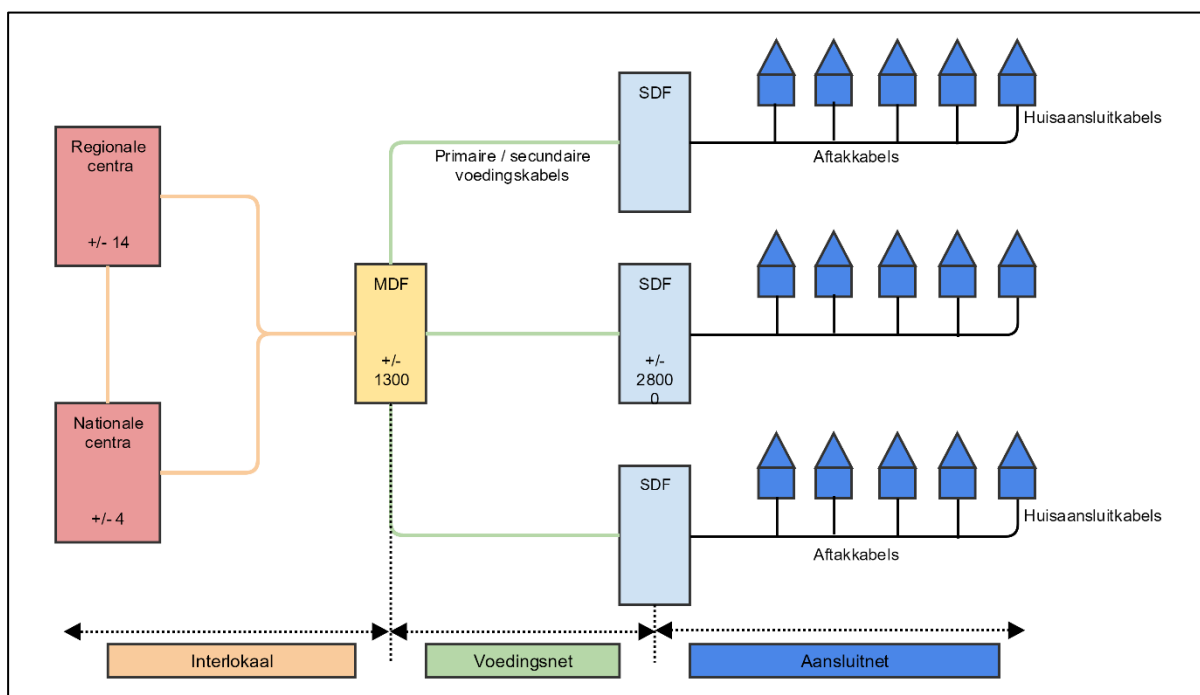 SDF
Huisaansluitkabels
Aftakkabels
Regionale
centra
+/- 14
Primaire / secundaire
voedingskabels
MDF
+/-
1300
SDF
+/-
2800
0
Nationale
centra
+/- 4
SDF
Huisaansluitkabels
Aftakkabels
Interlokaal
Voedingsnet
Aansluitnet